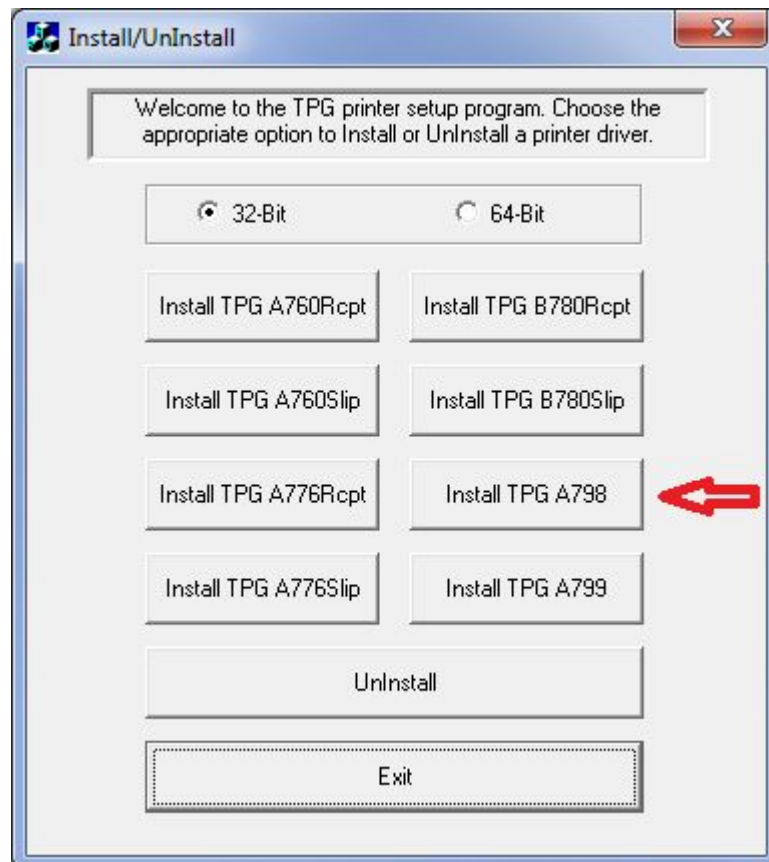 Install/UnInstall
Welcome to the TPG printer setup program. Choose the
appropriate option to Install or UnInstall a printer driver.
32-Bit 64-Bit
Install TPG A760Rcpt Install TPG B780Rcpt
Install TPG A760Slip Install TPG B780Slip
Install TPG A776Rcpt Install TPG A798
Install TPG A776Slip Install TPG A799
UnInstall
Exit